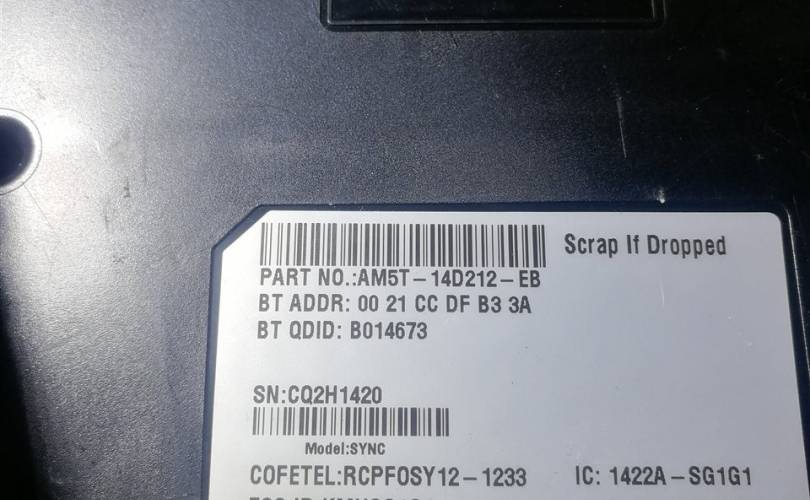 Scrap If Dropped
PART NO.:AM5T-14D212-EB
BT ADDR: 00 21 CC DF B3 3A
BT QDID: B014673
SN:CQ2H1420
Model:SYNC
COFETEL:RCPFOSY12-1233 IC: 1422A-SG1G1